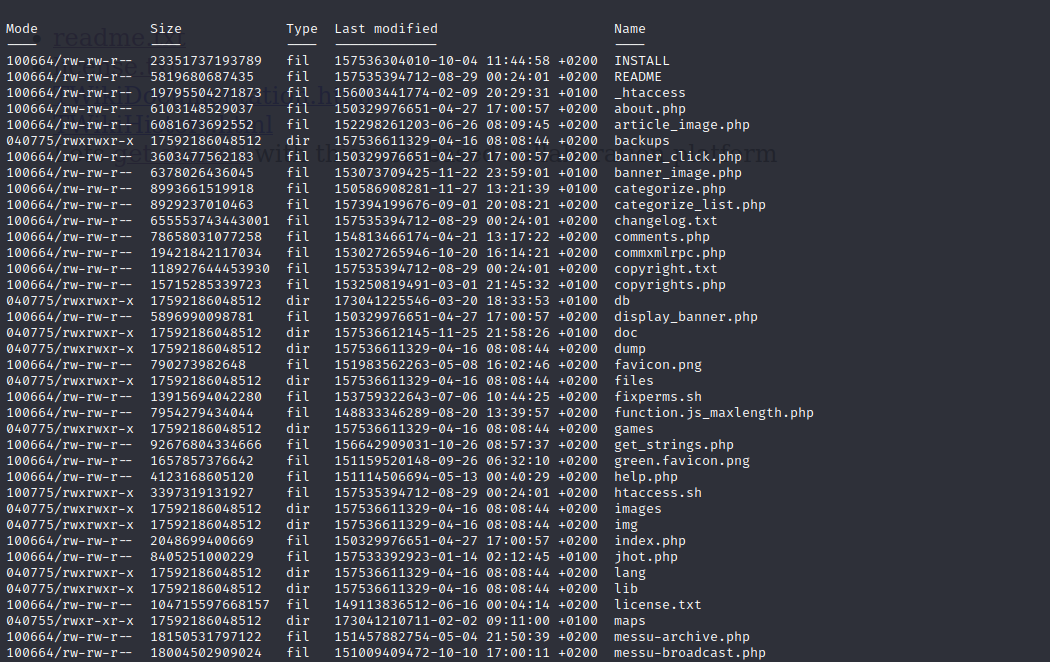 Mode Size Type Last modified Name
100664/rw-rw-r-- 23351737193789 fil 157536304010-10-04 11:44:58 +0200 INSTALL
100664/rw-rw-r-- 5819680687435 fil 157535394712-08-29 00:24:01 +0200 README
100664/rw-rw-r-- 19795504271873 fil 156003441774-02-09 20:29:31 +0100 _htaccess
100664/rw-rw-r-- 6103148529037 fil 150329976651-04-27 17:00:57 +0200 about.php
100664/rw-rw-r-- 6081673692552 fil 152298261203-06-26 08:09:45 +0200 article_image.php
040775/rwxrwxr-x 17592186048512 dir 157536611329-04-16 08:08:44 +0200 backups
100664/rw-rw-r-- 3603477562183 fil 150329976651-04-27 17:00:57 +0200 banner_click.php
100664/rw-rw-r-- 6378026436045 fil 153073709425-11-22 23:59:01 +0100 banner_image.php
100664/rw-rw-r-- 8993661519918 fil 150586908281-11-27 13:21:39 +0100 categorize.php
100664/rw-rw-r-- 8929237010463 fil 157394199676-09-01 20:08:21 +0200 categorize_list.php
100664/rw-rw-r-- 655553743443001 fil 157535394712-08-29 00:24:01 +0200 changelog.txt
100664/rw-rw-r-- 78658031077258 fil 154813466174-04-21 13:17:22 +0200 comments.php
100664/rw-rw-r-- 19421842117034 fil 153027265946-10-20 16:14:21 +0200 commxmlrpc.php
100664/rw-rw-r-- 118927644453930 fil 157535394712-08-29 00:24:01 +0200 copyright.txt
100664/rw-rw-r-- 15715285339723 fil 153250819491-03-01 21:45:32 +0100 copyrights.php
040775/rwxrwxr-x 17592186048512 dir 173041225546-03-20 18:33:53 +0100 db
100664/rw-rw-r-- 5896990098781 fil 150329976651-04-27 17:00:57 +0200 display_banner.php
040775/rwxrwxr-x 17592186048512 dir 157536612145-11-25 21:58:26 +0100 doc
040775/rwxrwxr-x 17592186048512 dir 157536611329-04-16 08:08:44 +0200 dump
100664/rw-rw-r-- 790273982648 fil 151983562263-05-08 16:02:46 +0200 favicon.png
040775/rwxrwxr-x 17592186048512 dir 157536611329-04-16 08:08:44 +0200 files
100664/rw-rw-r-- 13915694042280 fil 153759322643-07-06 10:44:25 +0200 fixperms.sh
100664/rw-rw-r-- 7954279434044 fil 148833346289-08-20 13:39:57 +0200 function.js_maxlength.php
040775/rwxrwxr-x 17592186048512 dir 157536611329-04-16 08:08:44 +0200 games
100664/rw-rw-r-- 92676804334666 fil 156642909031-10-26 08:57:37 +0200 get_strings.php
100664/rw-rw-r-- 1657857376642 fil 151159520148-09-26 06:32:10 +0200 green.favicon.png
100664/rw-rw-r-- 4123168605120 fil 151114506694-05-13 00:40:29 +0200 help.php
100775/rwxrwxr-x 3397319131927 fil 157535394712-08-29 00:24:01 +0200 htaccess.sh
040775/rwxrwxr-x 17592186048512 dir 157536611329-04-16 08:08:44 +0200 images
040775/rwxrwxr-x 17592186048512 dir 157536611329-04-16 08:08:44 +0200 img
100664/rw-rw-r-- 2048699400669 fil 150329976651-04-27 17:00:57 +0200 index.php
100664/rw-rw-r-- 8405251000229 fil 157533392923-01-14 02:12:45 +0100 jhot.php
040775/rwxrwxr-x 17592186048512 dir 157536611329-04-16 08:08:44 +0200 lang
040775/rwxrwxr-x 17592186048512 dir 157536611329-04-16 08:08:44 +0200 lib
100664/rw-rw-r-- 104715597668157 fil 149113836512-06-16 00:04:14 +0200 license.txt
040755/rwxr-xr-x 17592186048512 dir 173041210711-02-02 09:11:00 +0100 maps
100664/rw-rw-r-- 18150531797122 fil 151457882754-05-04 21:50:39 +0200 messu-archive.php
100664/rw-rw-r-- 18004502909024 fil 151009409472-10-10 17:00:11 +0200 messu-broadcast.php
readme.txt